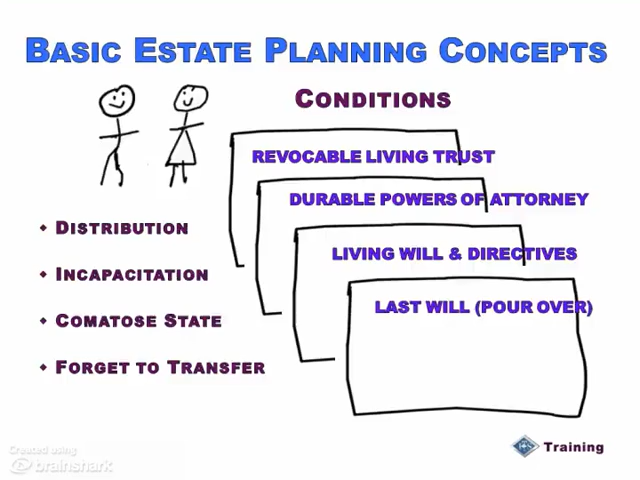 BASIC ESTATE PLANNING CONCEPTS
CONDITIONS
REVOCABLE LIVING TRUST
DURABLE POWERS OF ATTORNEY
LIVING WILL & DIRECTIVES
LAST WILL (POUR OVER)
DISTRIBUTION
INCAPACITATION
COMATOSE STATE
FORGET TO TRANSFER
Training
Created using
brainshark